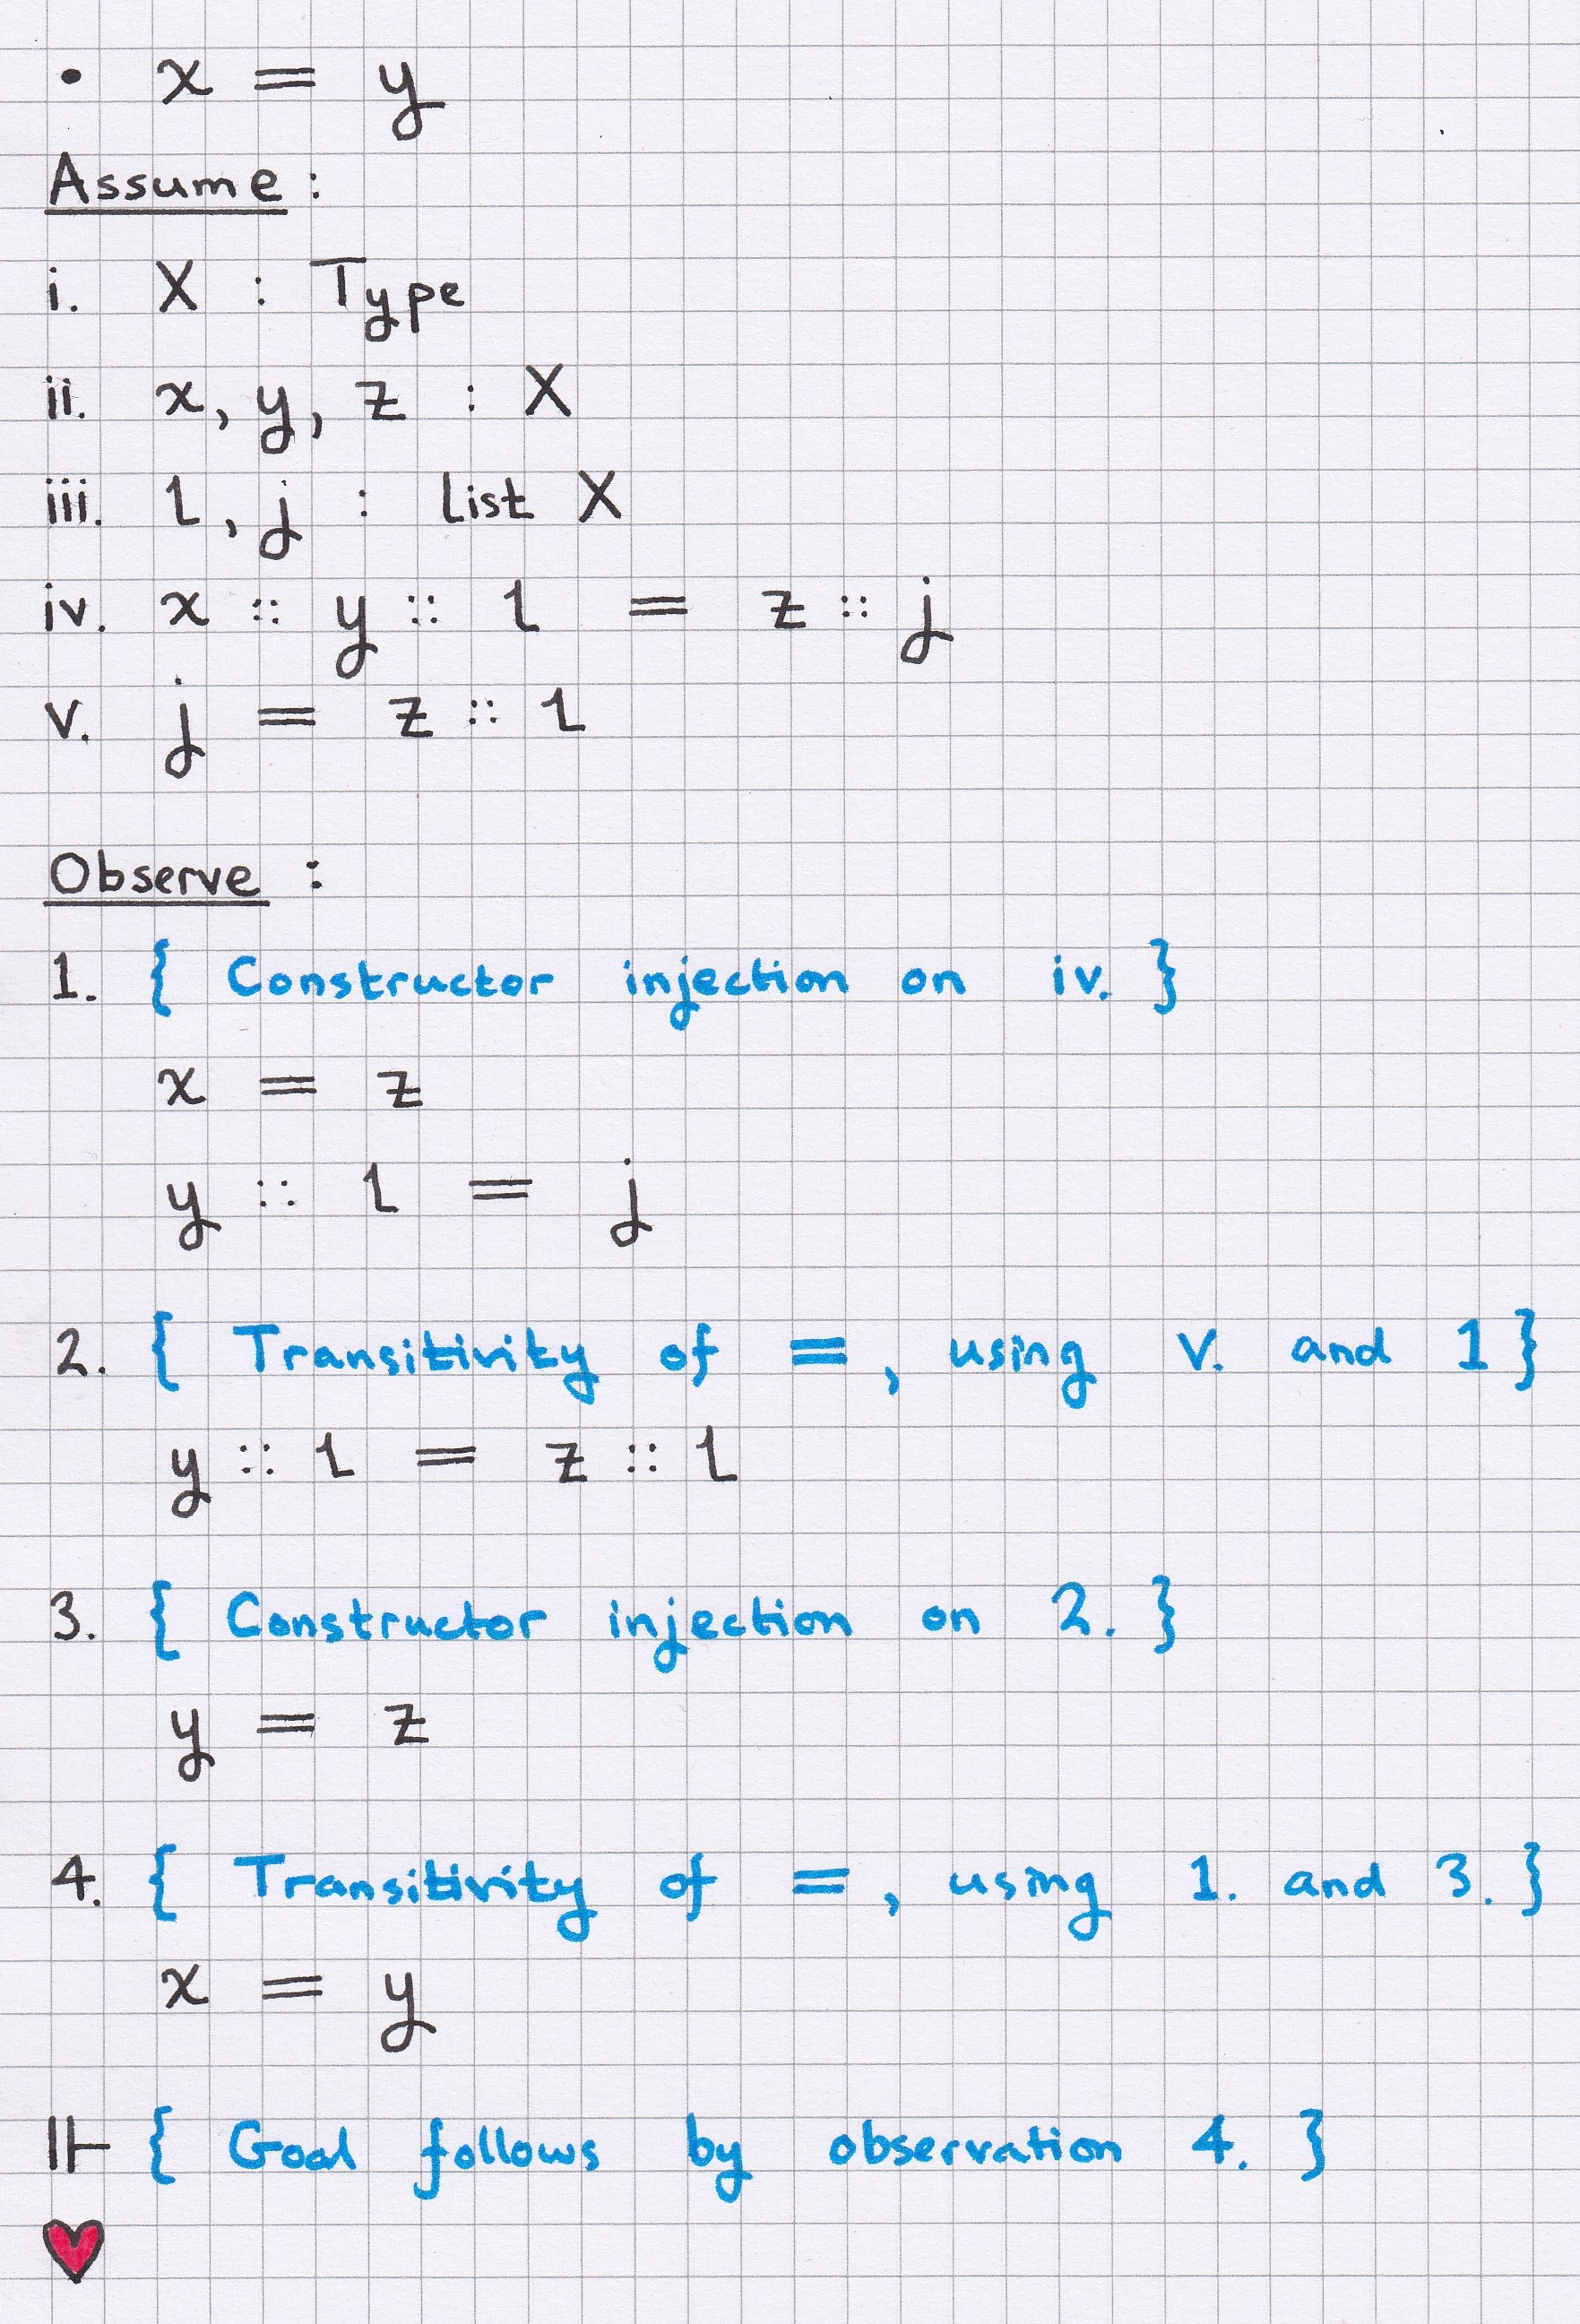 • x = y
Assume :
i. X : Type
ii. x, y, z : X
iii. l, j : list X
iv. x :: y :: l = z :: j
v. j = z :: l
Observe :
1. { Constructor injection on iv. }
x = z
y :: l = j
2. { Transitivity of =, using v. and 1 }
y :: l = z :: l
3. { Constructor injection on 2. }
y = z
4. { Transitivity of =, using 1. and 3. }
x = y
⊩ { Goal follows by observation 4. }